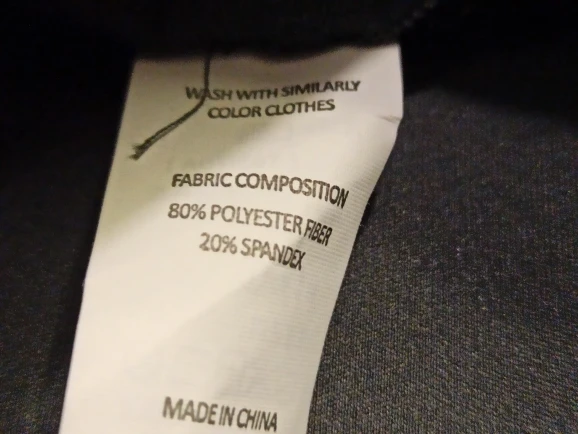 WASH WITH SIMILARLY
COLOR CLOTHES
FABRIC COMPOSITION
80% POLYESTER FIBER
20% SPANDEX
MADE IN CHINA